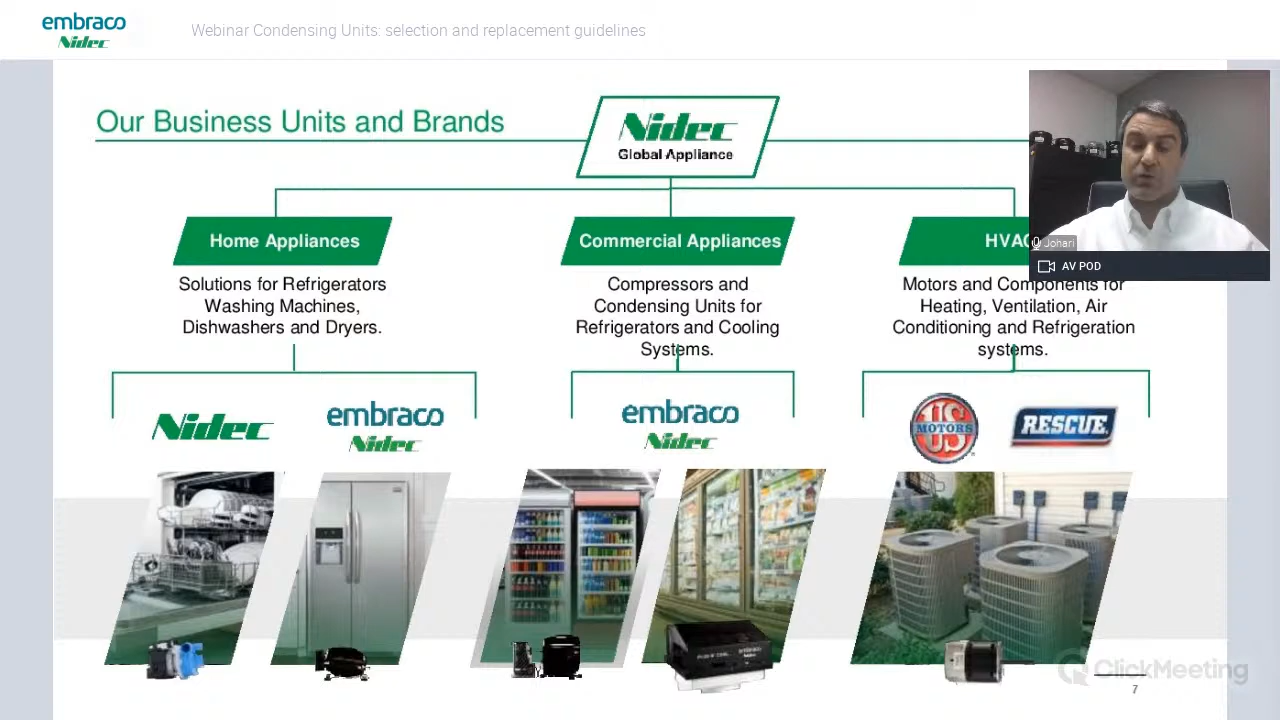 embraco
Nidec
Webinar Condensing Units: selection and replacement guidelines
Our Business Units and Brands
Nidec
Global Appliance
Johari
AV POD
Home Appliances
Commercial Appliances
HVAC
Solutions for Refrigerators
Washing Machines,
Dishwashers and Dryers.
Compressors and
Condensing Units for
Refrigerators and Cooling
Systems.
Motors and Components for
Heating, Ventilation, Air
Conditioning and Refrigeration
systems.
Nidec
embraco
Nidec
embraco
Nidec
US
MOTORS
RESCUE
ClickMeeting
7